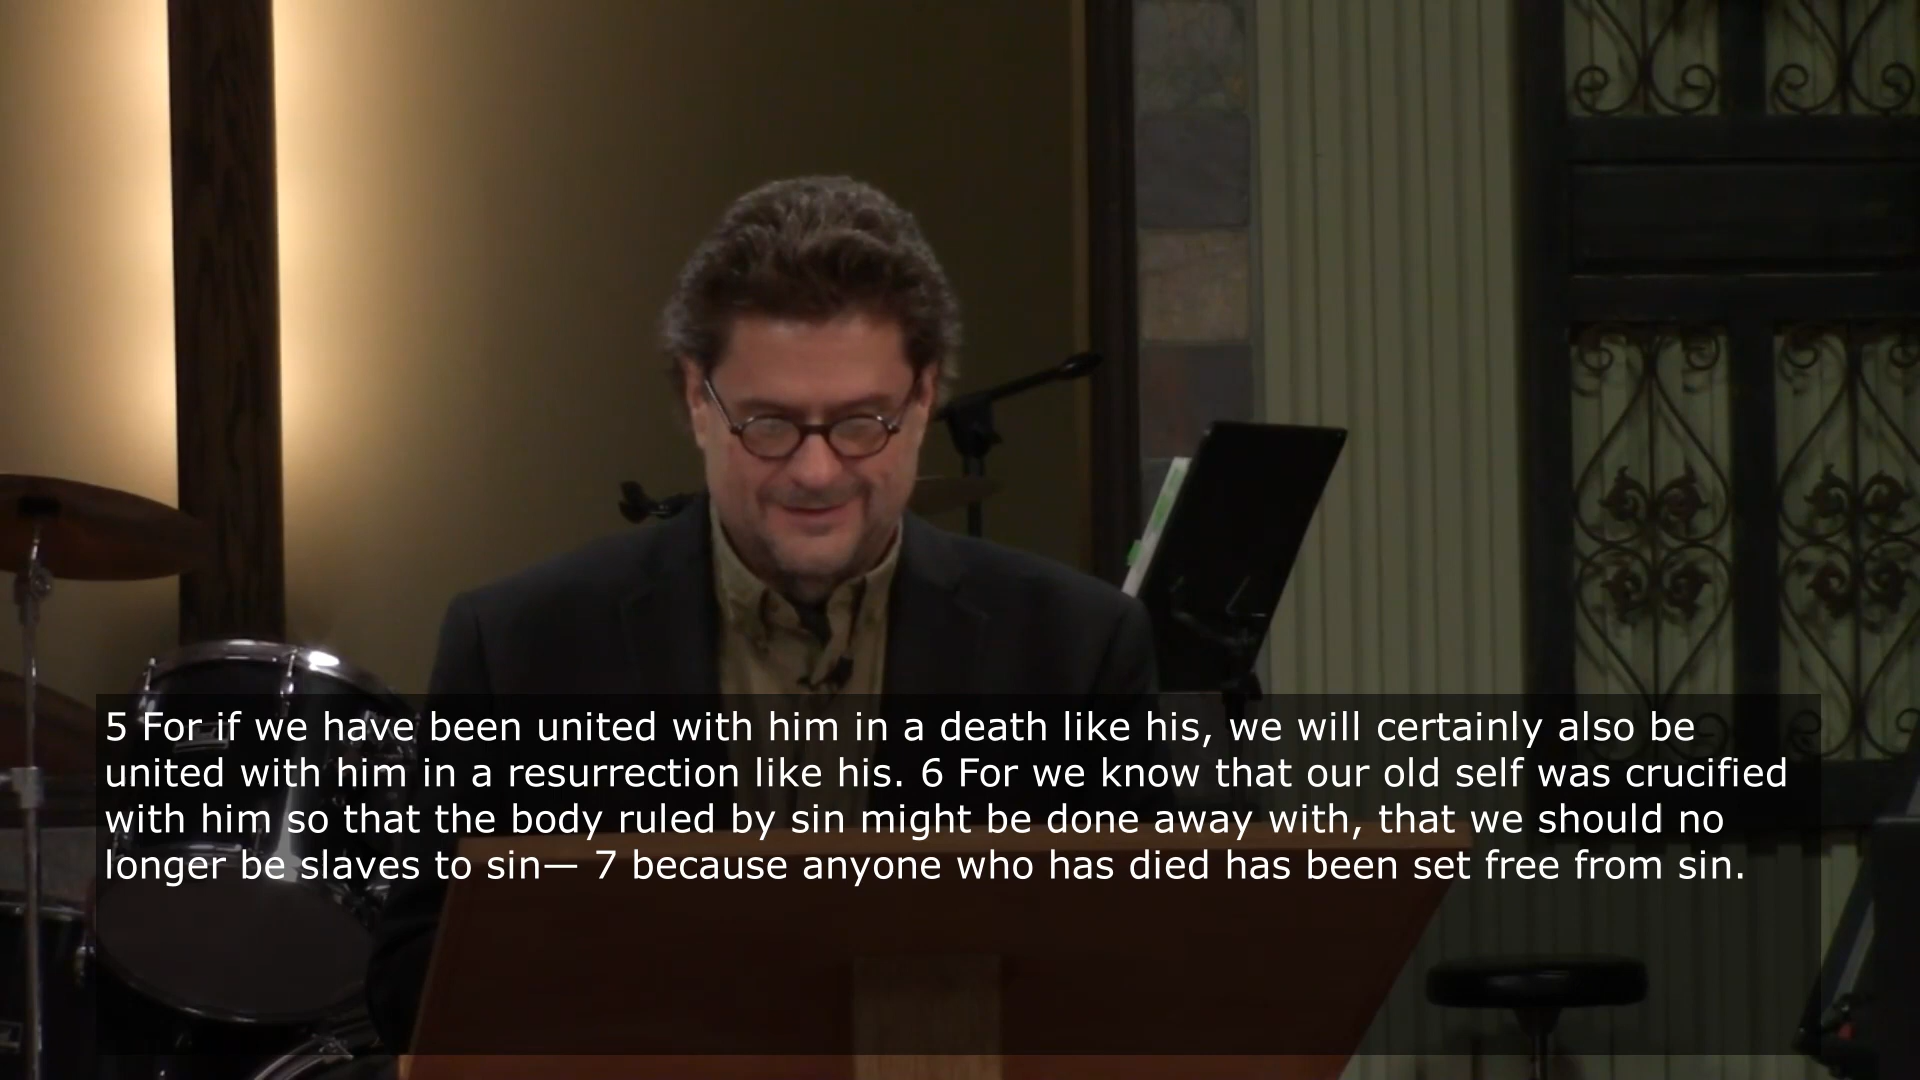 5 For if we have been united with him in a death like his, we will certainly also be
united with him in a resurrection like his. 6 For we know that our old self was crucified
with him so that the body ruled by sin might be done away with, that we should no
longer be slaves to sin— 7 because anyone who has died has been set free from sin.